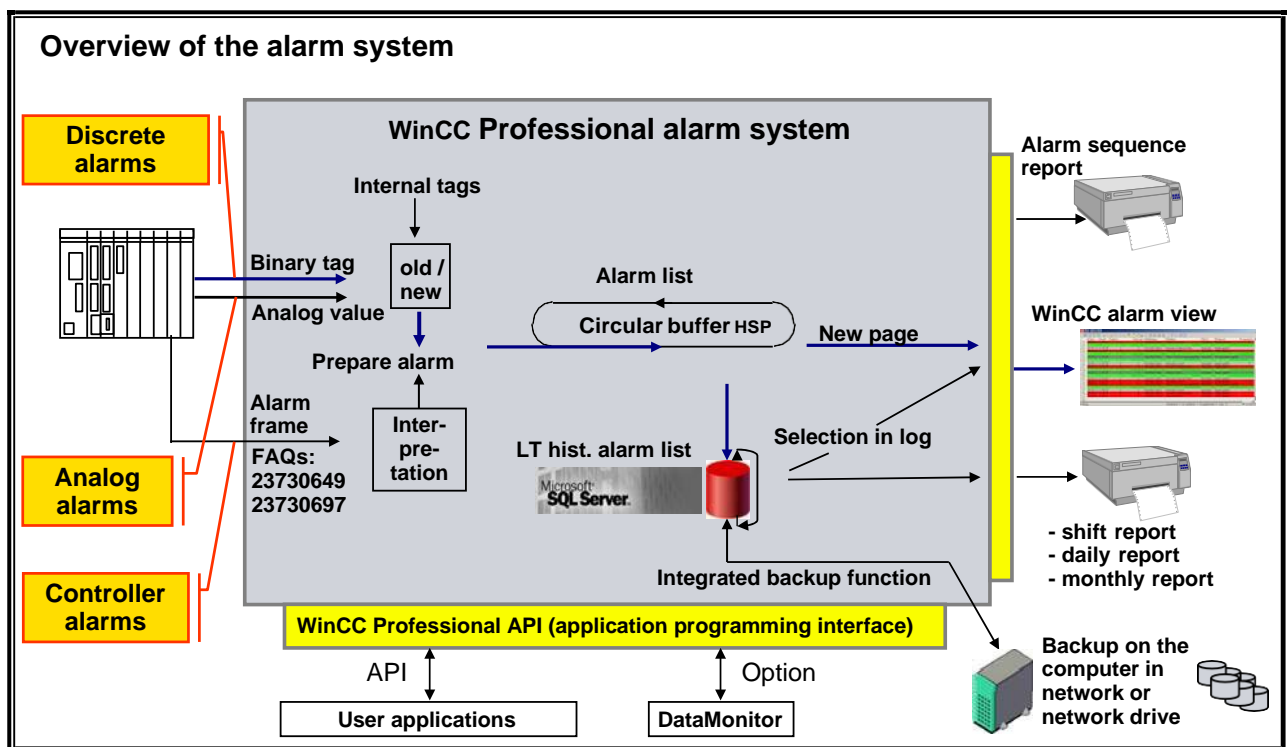 Overview of the alarm system
WinCC Professional alarm system
Discrete
alarms
Internal tags
Binary tag
Analog value
old /
new
Prepare alarm
Alarm
frame
FAQs:
23730649
23730697
Inter-
pre-
tation
Alarm list
Circular buffer HSP
New page
Selection in log
LT hist. alarm list
Microsoft
SQL Server
Integrated backup function
Analog
alarms
Controller
alarms
Alarm sequence
report
WinCC alarm view
- shift report
- daily report
- monthly report
WinCC Professional API (application programming interface)
API
Option
User applications
DataMonitor
Backup on the
computer in
network or
network drive